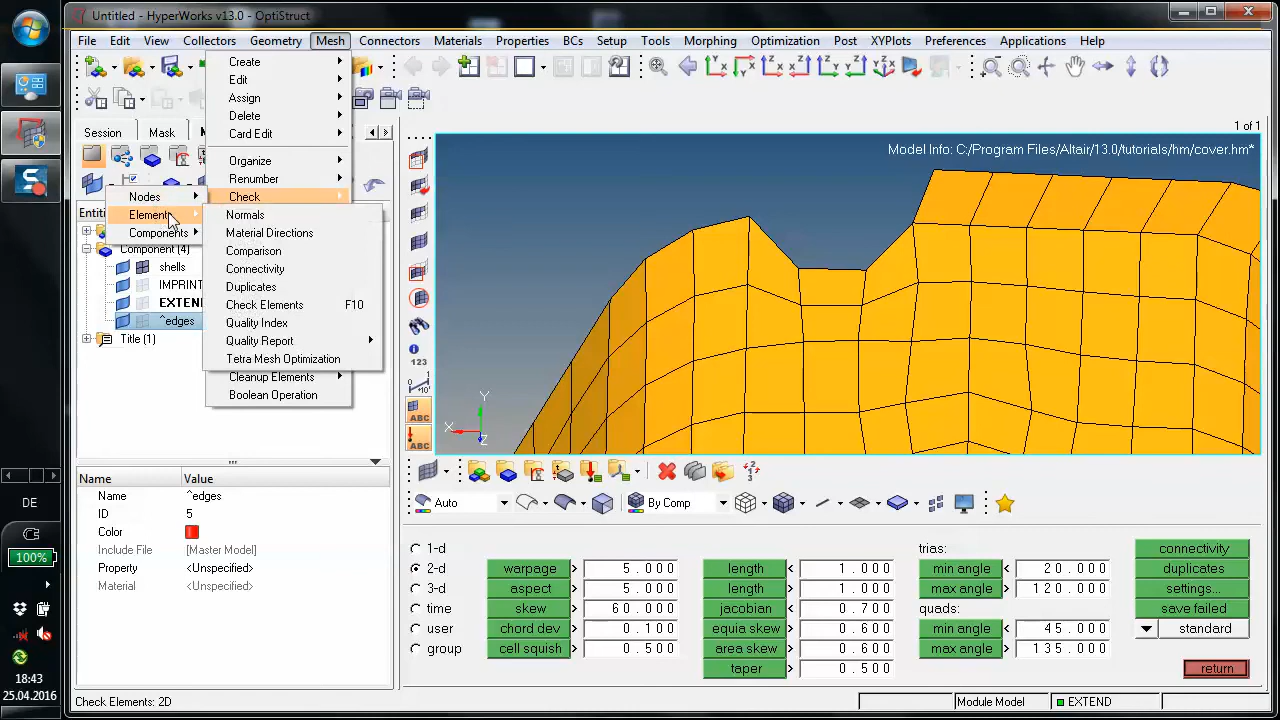 Untitled - HyperWorks v13.0 - OptiStruct
File Edit View Collectors Geometry Mesh Connectors Materials Properties BCs Setup Tools Morphing Optimization Post XYPlots Preferences Applications Help
Create
Edit
Assign
Delete
Card Edit
Organize
Renumber
Check
Cleanup Elements
Boolean Operation
Nodes
Elements
Components
Normals
Material Directions
Comparison
Connectivity
Duplicates
Check Elements F10
Quality Index
Quality Report
Tetra Mesh Optimization
Session Mask
Component (4)
shells
IMPRINT
EXTEND
^edges
Title (1)
1 of 1
Model Info: C:/Program Files/Altair/13.0/tutorials/hm/cover.hm*
X Y Z
123
ABC
ABC
Name Value
Name ^edges
ID 5
Color
Include File [Master Model]
Property <Unspecified>
Material <Unspecified>
Auto By Comp
1-d
2-d
3-d
time
user
group
warpage > 5.000
aspect > 5.000
skew > 60.000
chord dev > 0.100
cell squish > 0.500
length < 1.000
length > 1.000
jacobian < 0.700
equia skew > 0.600
area skew > 0.600
taper > 0.500
trias:
min angle < 20.000
max angle > 120.000
quads:
min angle < 45.000
max angle > 135.000
connectivity
duplicates
settings...
save failed
standard
return
DE
100%
18:43
25.04.2016
Check Elements: 2D
Module Model EXTEND